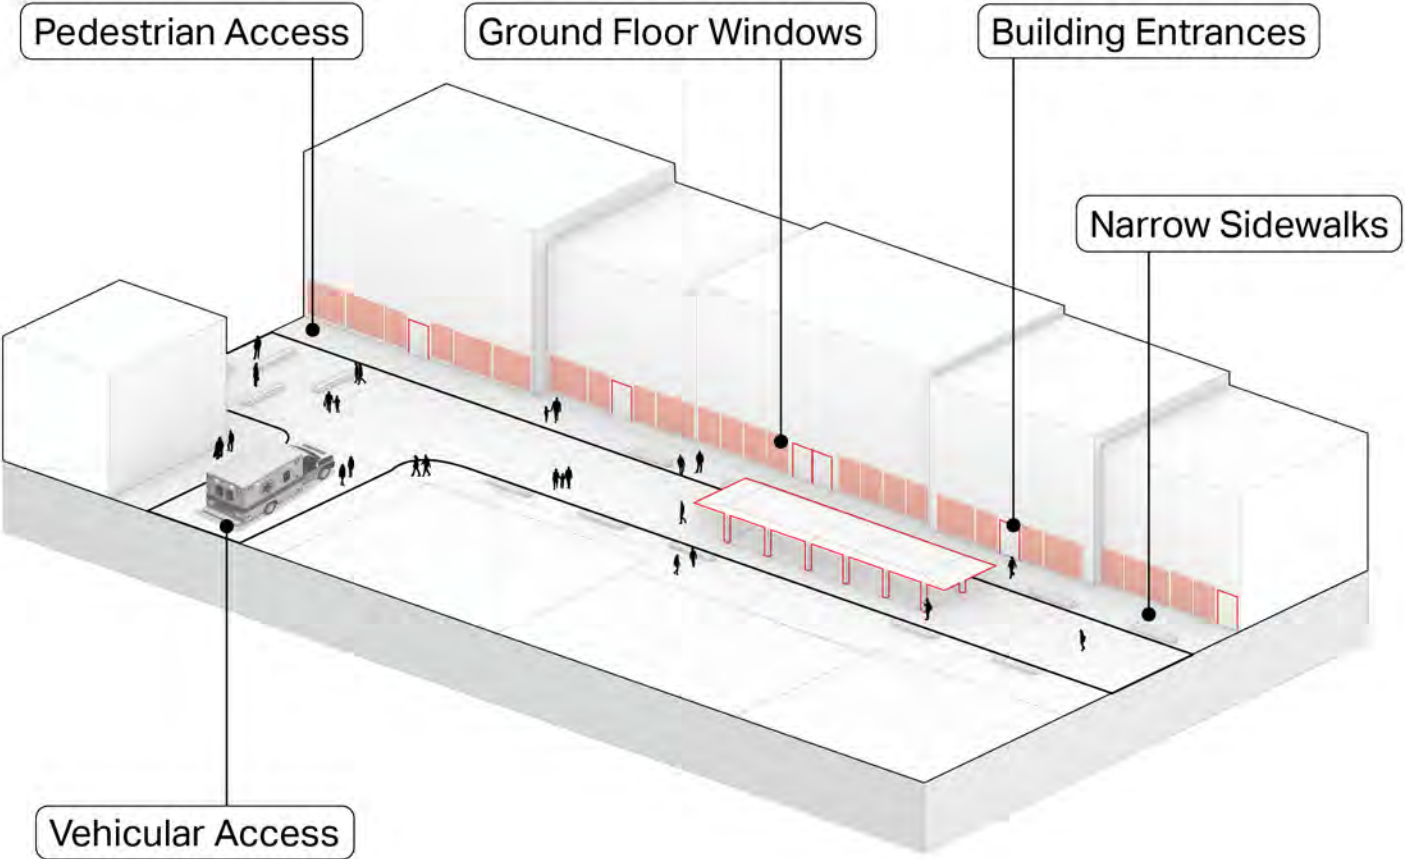 Pedestrian Access
Ground Floor Windows
Building Entrances
Narrow Sidewalks
Vehicular Access